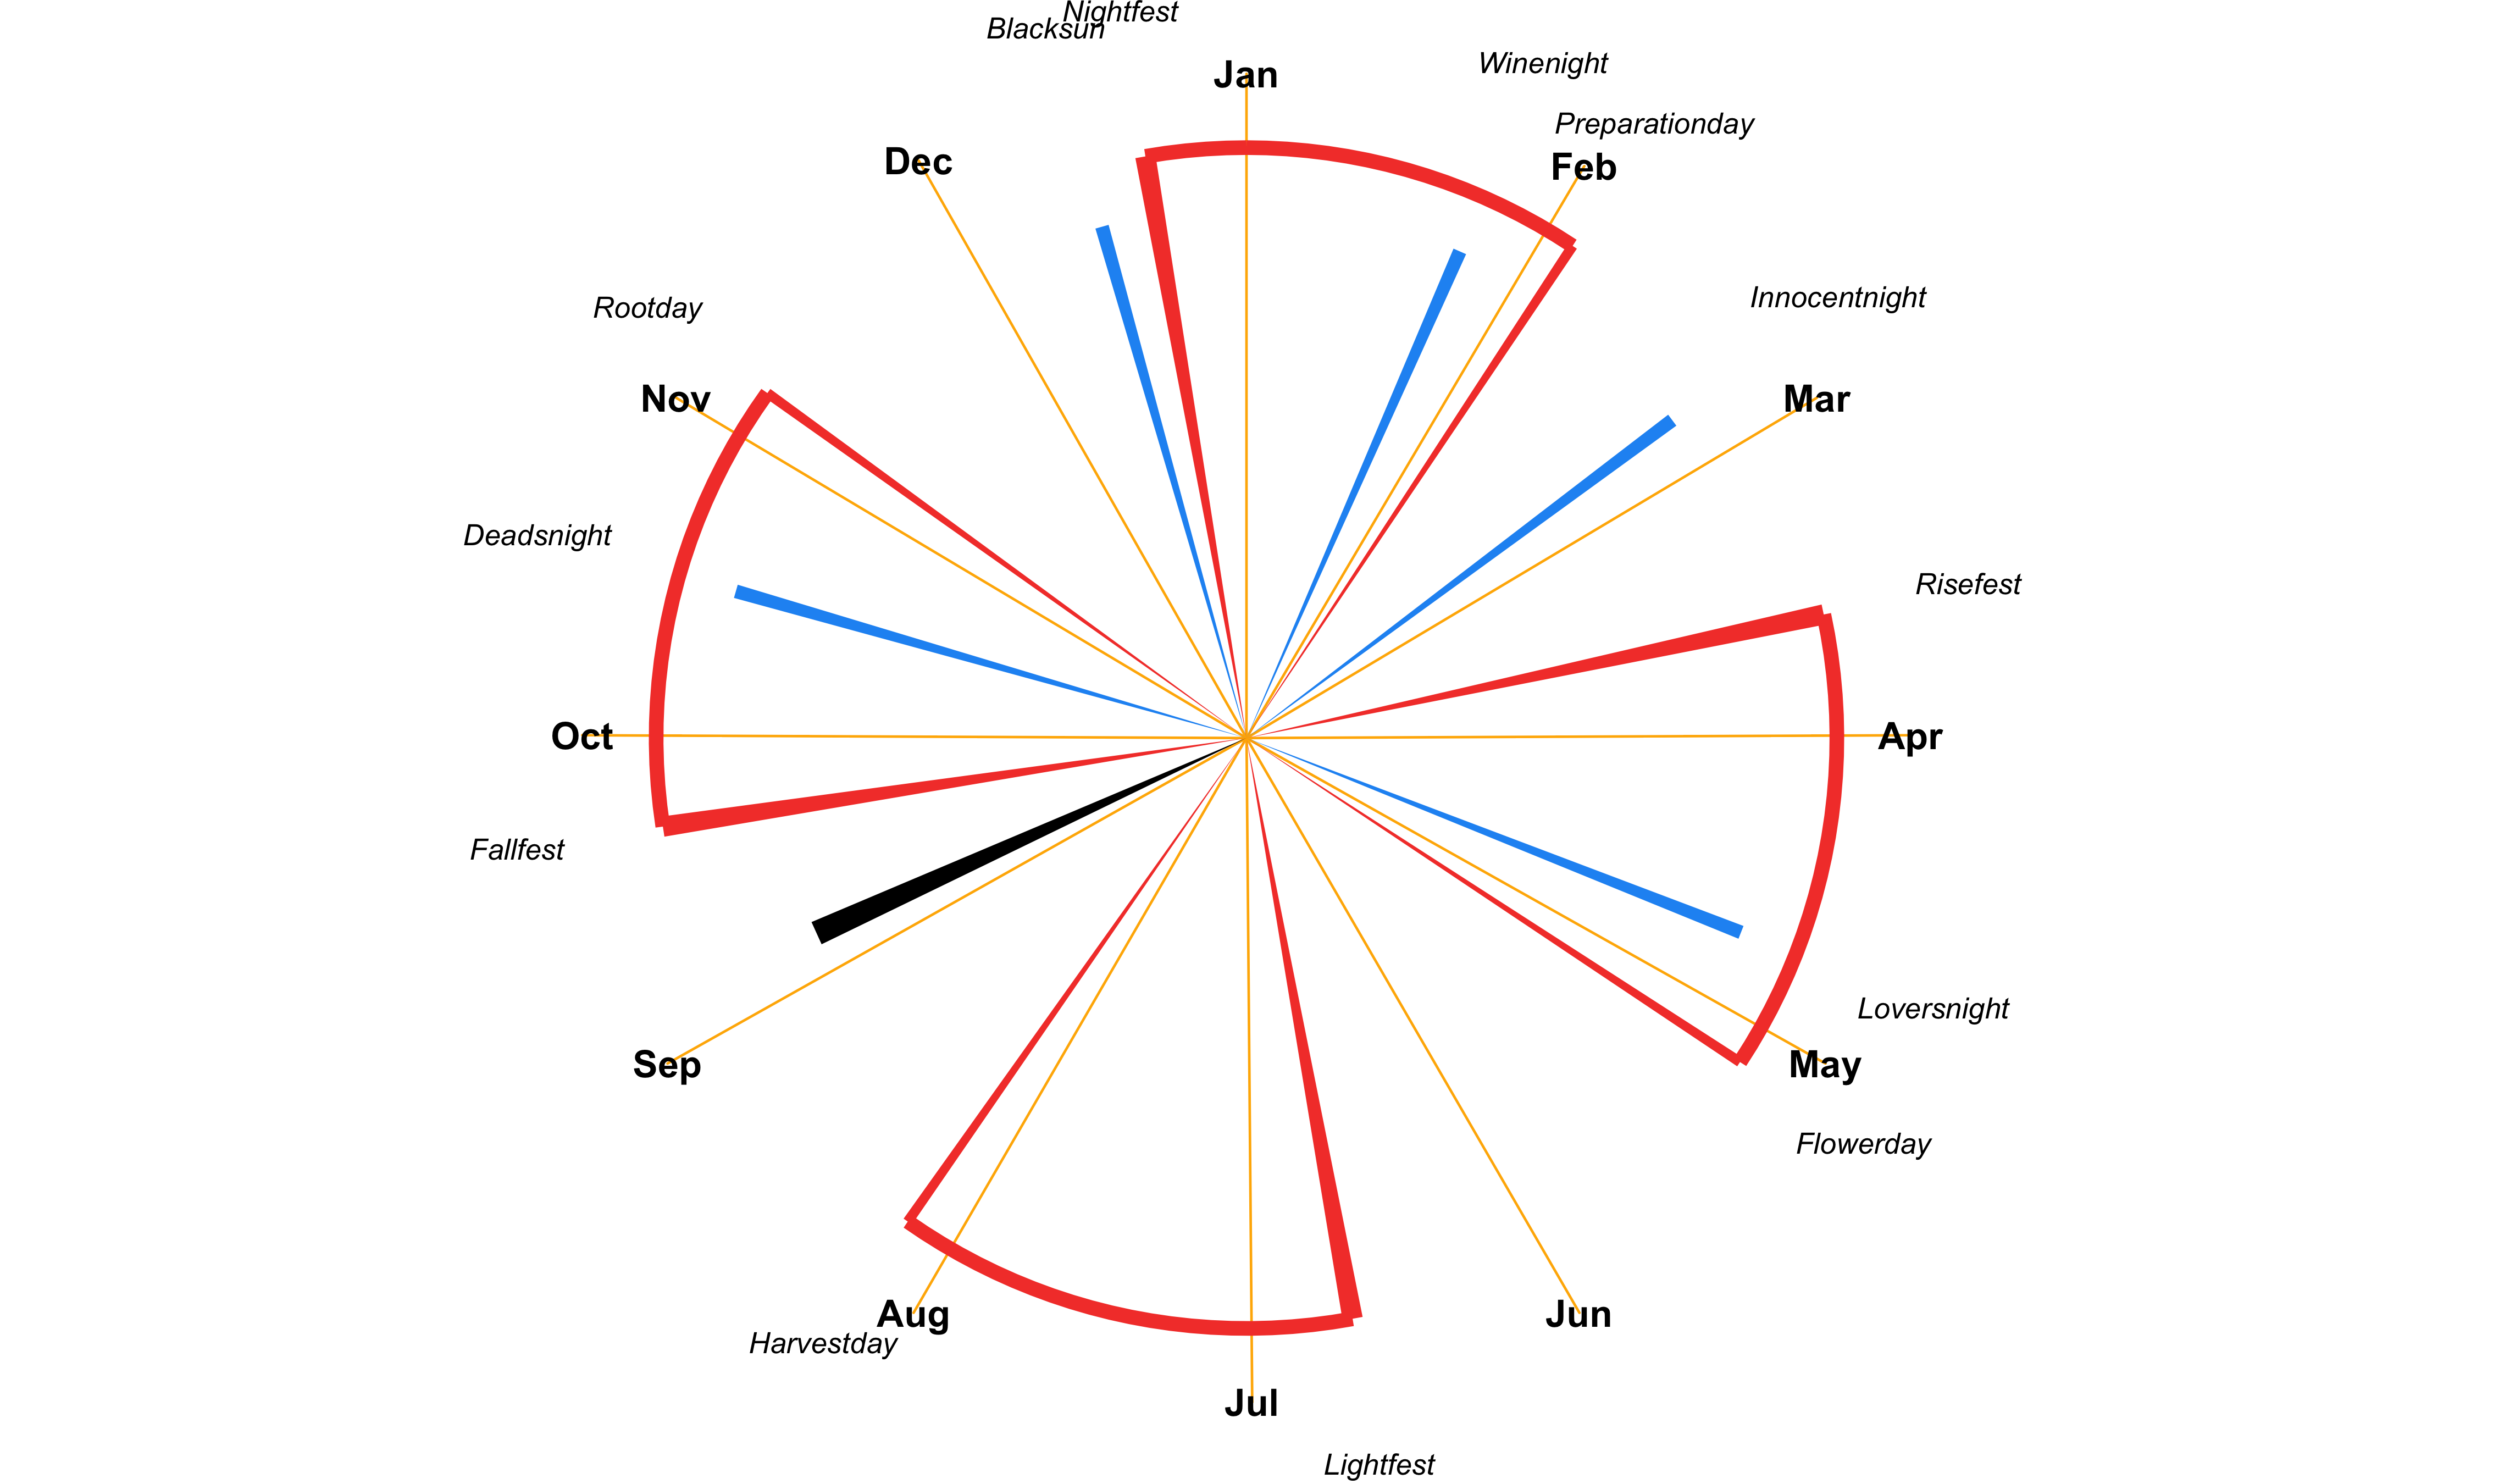 Nightfest
Blacksun
Winenight
Jan
Preparationday
Dec
Feb
Innocentnight
Rootday
Nov
Mar
Deadsnight
Risefest
Oct
Apr
Fallfest
Loversnight
Sep
May
Flowerday
Aug
Jun
Harvestday
Jul
Lightfest